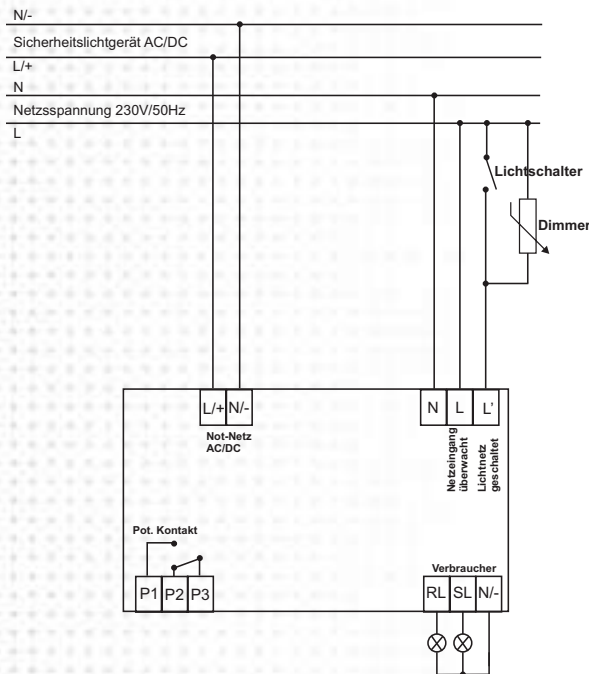 N/-
Sicherheitslichtgerät AC/DC
L/+
N
Netzsspannung 230V/50Hz
L
Lichtschalter
Dimmer
L/+ N/- N L L'
Not-Netz
AC/DC
Netzeingang
überwacht
Lichtnetz
geschaltet
Pot. Kontakt
P1 P2 P3
Verbraucher
RL SL N/-